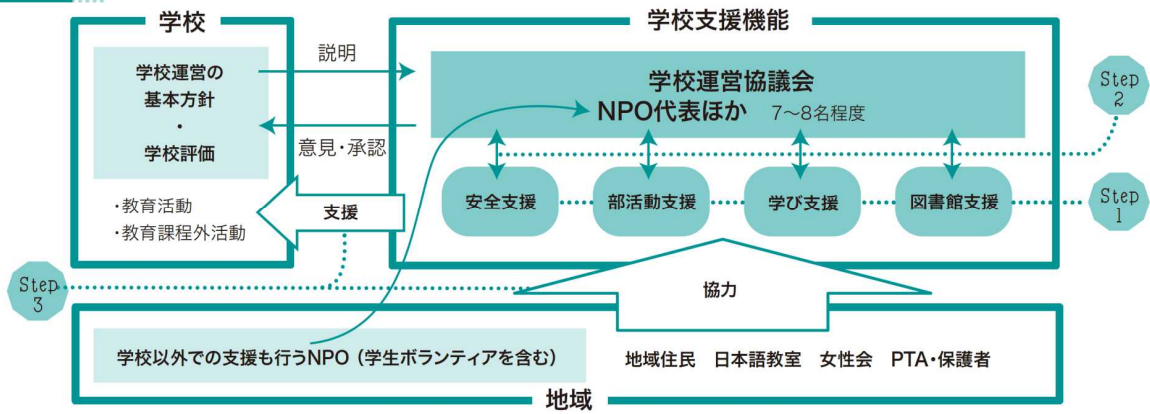 学校
学校運営の
基本方針
・
学校評価
・教育活動
・教育課程外活動
説明
意見・承認
支援
学校支援機能
学校運営協議会
NPO代表ほか 7〜8名程度
安全支援
部活動支援
学び支援
図書館支援
Step
2
Step
1
Step
3
協力
学校以外での支援も行うNPO（学生ボランティアを含む）
地域住民 日本語教室 女性会 PTA・保護者
地域